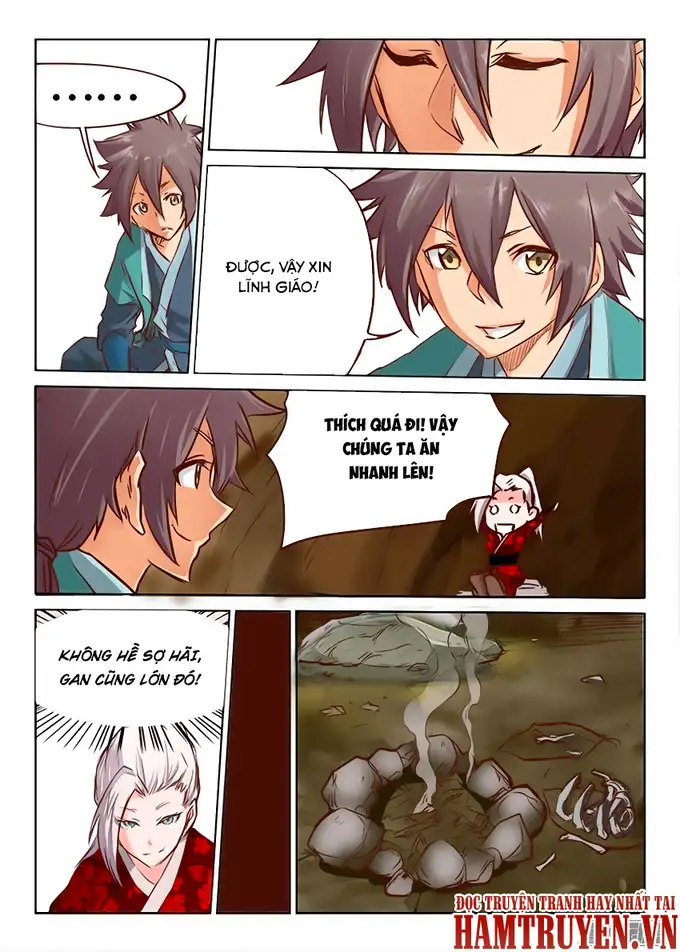 ......
ĐƯỢC, VẬY XIN
LĨNH GIÁO!
THÍCH QUÁ ĐI! VẬY
CHÚNG TA ĂN
NHANH LÊN!
KHÔNG HỀ SỢ HÃI,
GAN CŨNG LỚN ĐÓ!
ĐỌC TRUYỆN TRANH HAY NHẤT TẠI
HAMTRUYEN.VN